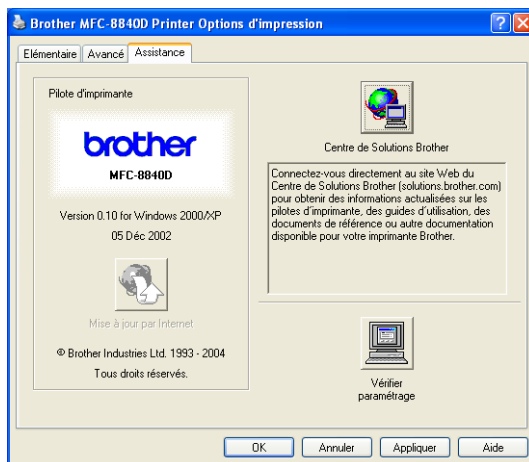 Brother MFC-8840D Printer Options d'impression
Elémentaire
Avancé
Assistance
Pilote d'imprimante
brother
MFC-8840D
Version 0.10 for Windows 2000/XP
05 Déc 2002
Mise à jour par Internet
© Brother Industries Ltd. 1993 - 2004
Tous droits réservés.
Centre de Solutions Brother
Connectez-vous directement au site Web du
Centre de Solutions Brother (solutions.brother.com)
pour obtenir des informations actualisées sur les
pilotes d'imprimante, des guides d'utilisation, des
documents de référence ou autre documentation
disponible pour votre imprimante Brother.
Vérifier
paramétrage
OK
Annuler
Appliquer
Aide